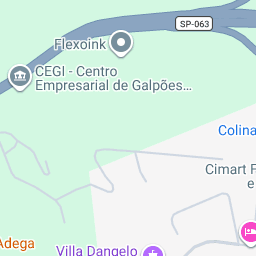 SP-063
Flexoink
CEGI - Centro
Empresarial de Galpões...
Colina
Cimart F
e
Adega
Villa Dangelo